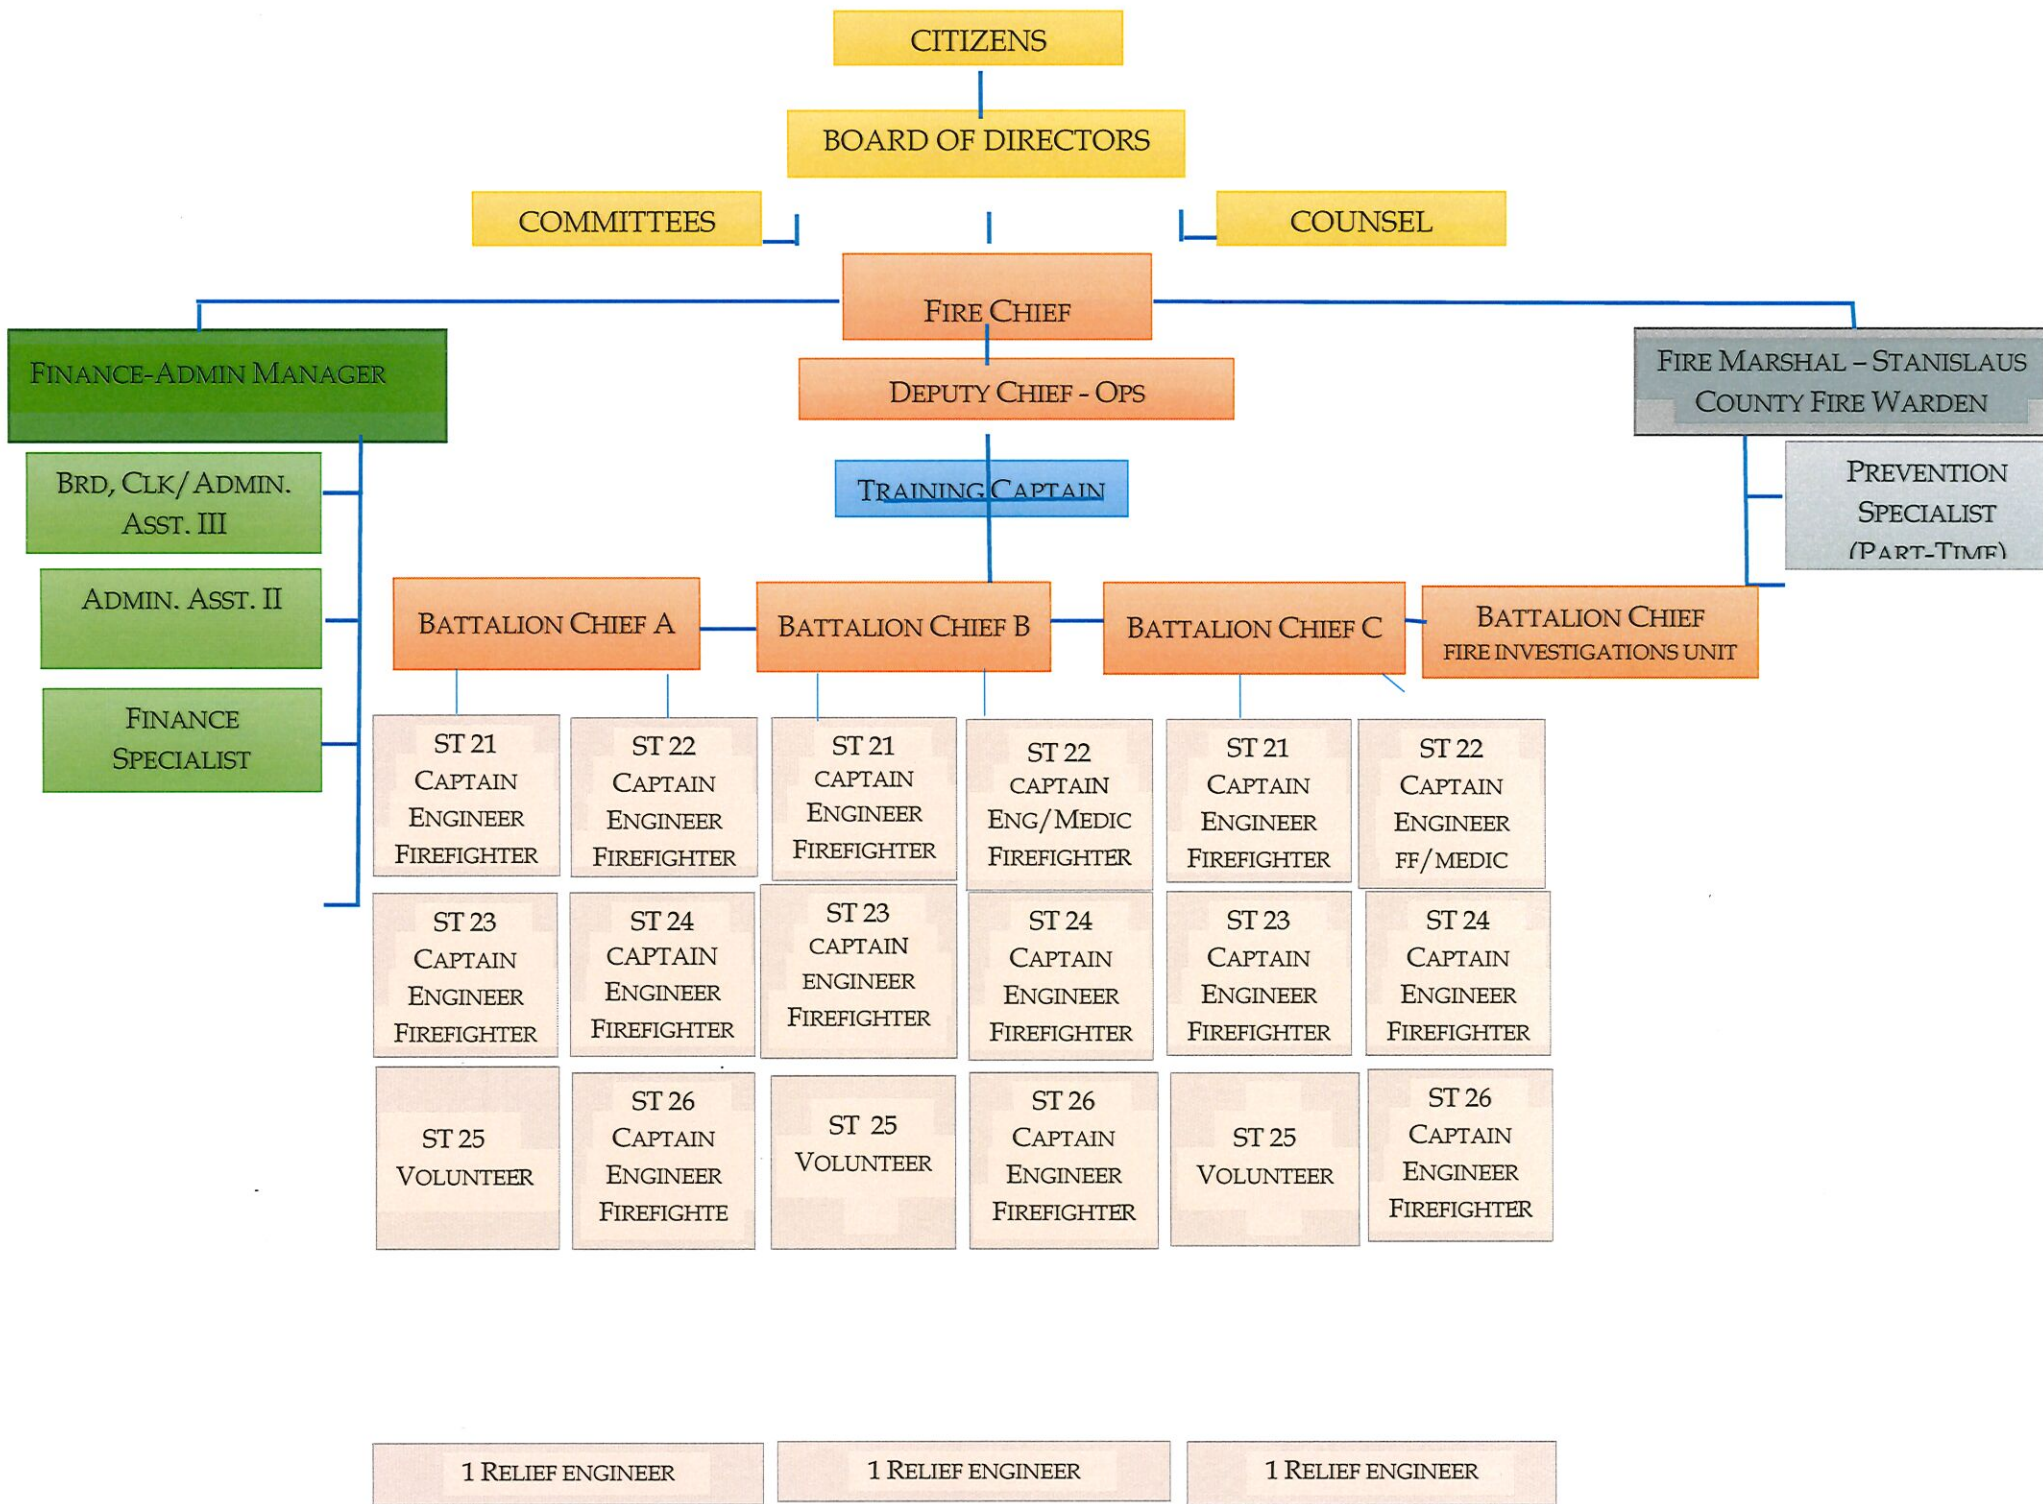 CITIZENS
BOARD OF DIRECTORS
COMMITTEES
COUNSEL
FIRE CHIEF
FINANCE-ADMIN MANAGER
DEPUTY CHIEF - OPS
FIRE MARSHAL – STANISLAUS
COUNTY FIRE WARDEN
BRD, CLK/ADMIN.
ASST. III
TRAINING CAPTAIN
PREVENTION
SPECIALIST
(PART-TIME)
ADMIN. ASST. II
FINANCE
SPECIALIST
BATTALION CHIEF A
BATTALION CHIEF B
BATTALION CHIEF C
BATTALION CHIEF
FIRE INVESTIGATIONS UNIT
ST 21
CAPTAIN
ENGINEER
FIREFIGHTER
ST 22
CAPTAIN
ENGINEER
FIREFIGHTER
ST 21
CAPTAIN
ENGINEER
FIREFIGHTER
ST 22
CAPTAIN
ENG/MEDIC
FIREFIGHTER
ST 21
CAPTAIN
ENGINEER
FIREFIGHTER
ST 22
CAPTAIN
ENGINEER
FF/MEDIC
ST 23
CAPTAIN
ENGINEER
FIREFIGHTER
ST 24
CAPTAIN
ENGINEER
FIREFIGHTER
ST 23
CAPTAIN
ENGINEER
FIREFIGHTER
ST 24
CAPTAIN
ENGINEER
FIREFIGHTER
ST 23
CAPTAIN
ENGINEER
FIREFIGHTER
ST 24
CAPTAIN
ENGINEER
FIREFIGHTER
ST 25
VOLUNTEER
ST 26
CAPTAIN
ENGINEER
FIREFIGHTE
ST 25
VOLUNTEER
ST 26
CAPTAIN
ENGINEER
FIREFIGHTER
ST 25
VOLUNTEER
ST 26
CAPTAIN
ENGINEER
FIREFIGHTER
1 RELIEF ENGINEER
1 RELIEF ENGINEER
1 RELIEF ENGINEER